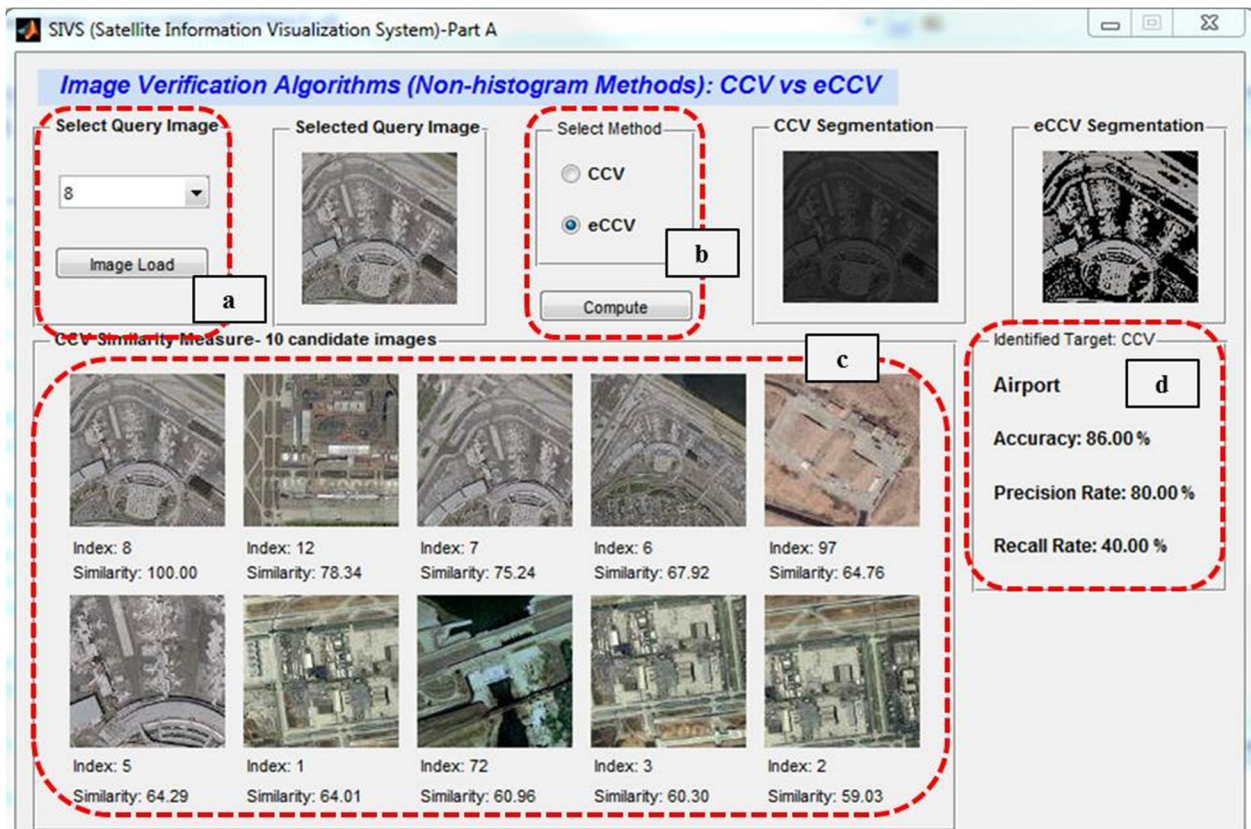 SIVS (Satellite Information Visualization System)-Part A
Image Verification Algorithms (Non-histogram Methods): CCV vs eCCV
Select Query Image
8
Image Load
a
Selected Query Image
Select Method
CCV
eCCV
b
Compute
CCV Segmentation
eCCV Segmentation
CCV Similarity Measure- 10 candidate images
c
Index: 8
Similarity: 100.00
Index: 12
Similarity: 78.34
Index: 7
Similarity: 75.24
Index: 6
Similarity: 67.92
Index: 97
Similarity: 64.76
Index: 5
Similarity: 64.29
Index: 1
Similarity: 64.01
Index: 72
Similarity: 60.96
Index: 3
Similarity: 60.30
Index: 2
Similarity: 59.03
Identified Target: CCV
Airport
d
Accuracy: 86.00 %
Precision Rate: 80.00 %
Recall Rate: 40.00 %